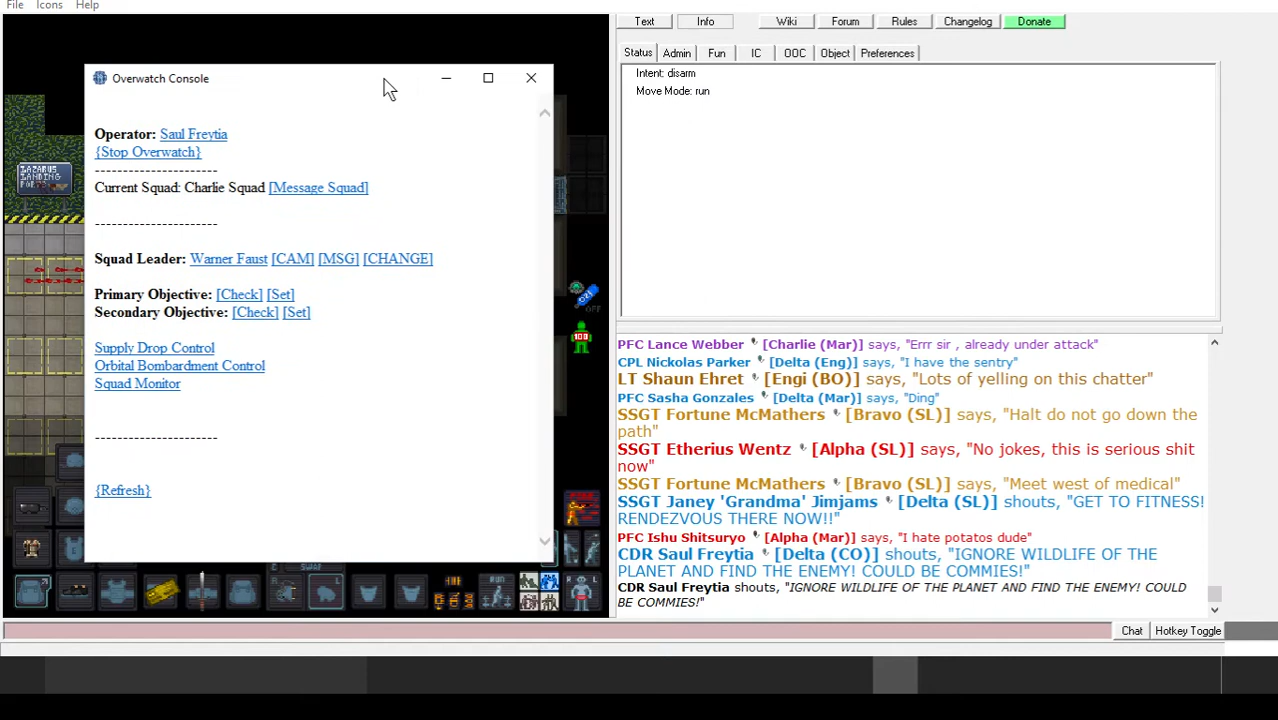 File Icons Help
Text Info Wiki Forum Rules Changelog Donate
Status Admin Fun IC OOC Object Preferences
Intent: disarm
Move Mode: run
Overwatch Console
Operator: Saul Freytia
{Stop Overwatch}
----------------------
Current Squad: Charlie Squad [Message Squad]
----------------------
Squad Leader: Warner Faust [CAM] [MSG] [CHANGE]
Primary Objective: [Check] [Set]
Secondary Objective: [Check] [Set]
Supply Drop Control
Orbital Bombardment Control
Squad Monitor
----------------------
{Refresh}
LAZARUS
LANDING
OFF
100
SWAP
RUN
R L
PFC Lance Webber [Charlie (Mar)] says, "Errr sir , already under attack"
CPL Nickolas Parker [Delta (Eng)] says, "I have the sentry"
LT Shaun Ehret [Engi (BO)] says, "Lots of yelling on this chatter"
PFC Sasha Gonzales [Delta (Mar)] says, "Ding"
SSGT Fortune McMathers [Bravo (SL)] says, "Halt do not go down the
path"
SSGT Etherius Wentz [Alpha (SL)] says, "No jokes, this is serious shit
now"
SSGT Fortune McMathers [Bravo (SL)] says, "Meet west of medical"
SSGT Janey 'Grandma' Jimjams [Delta (SL)] shouts, "GET TO FITNESS!
RENDEZVOUS THERE NOW!!"
PFC Ishu Shitsuryo [Alpha (Mar)] says, "I hate potatos dude"
CDR Saul Freytia [Delta (CO)] shouts, "IGNORE WILDLIFE OF THE
PLANET AND FIND THE ENEMY! COULD BE COMMIES!"
CDR Saul Freytia shouts, "IGNORE WILDLIFE OF THE PLANET AND FIND THE ENEMY! COULD
BE COMMIES!"
Chat Hotkey Toggle